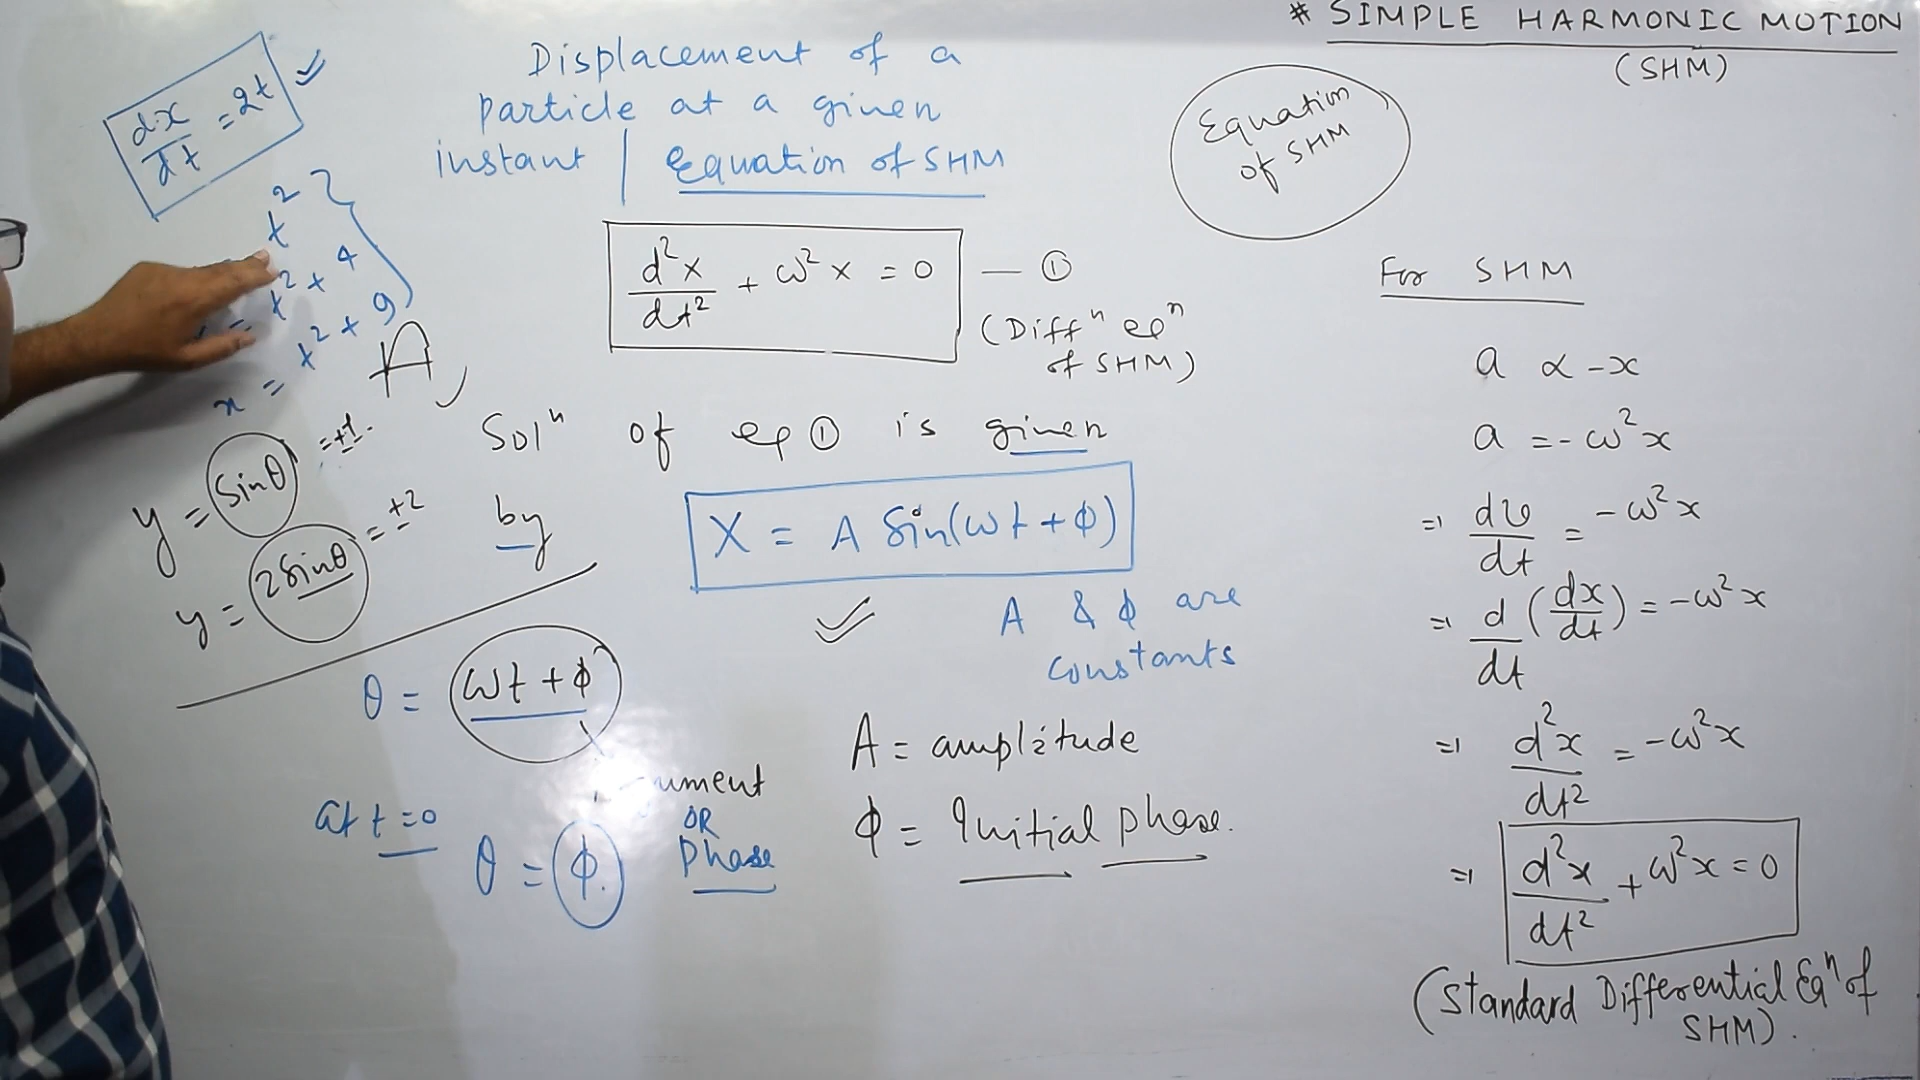 # SIMPLE HARMONIC MOTION
(SHM)
Equation
of SHM
Displacement of a
particle at a given
instant | Equation of SHM
dx/dt = 2t
t²
= t² + 4
x = t² + 9
A
d²x/dt² + ω²x = 0 — ①
(Diffⁿ eqⁿ
of SHM)
Solⁿ of eq ① is given
by X = A Sin(ωt + φ)
A & φ are
constants
y = Sinθ = ±1.
y = 2Sinθ = ±2
θ = ωt + φ
ument
OR
Phase
at t = 0
θ = φ.
A = amplitude
φ = Initial phase.
For SHM
a ∝ -x
a = -ω²x
⇒ dv/dt = -ω²x
⇒ d/dt (dx/dt) = -ω²x
⇒ d²x/dt² = -ω²x
⇒ d²x/dt² + ω²x = 0
(Standard Differential Eqⁿ of
SHM).